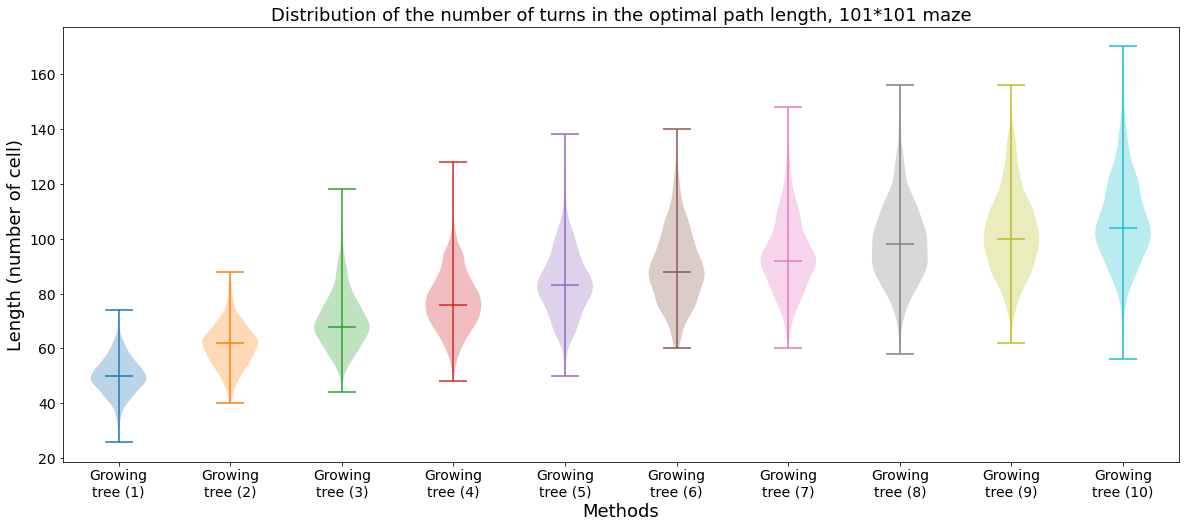 Distribution of the number of turns in the optimal path length, 101*101 maze
Length (number of cell)
160
140
120
100
80
60
40
20
Growing tree (1)
Growing tree (2)
Growing tree (3)
Growing tree (4)
Growing tree (5)
Growing tree (6)
Growing tree (7)
Growing tree (8)
Growing tree (9)
Growing tree (10)
Methods